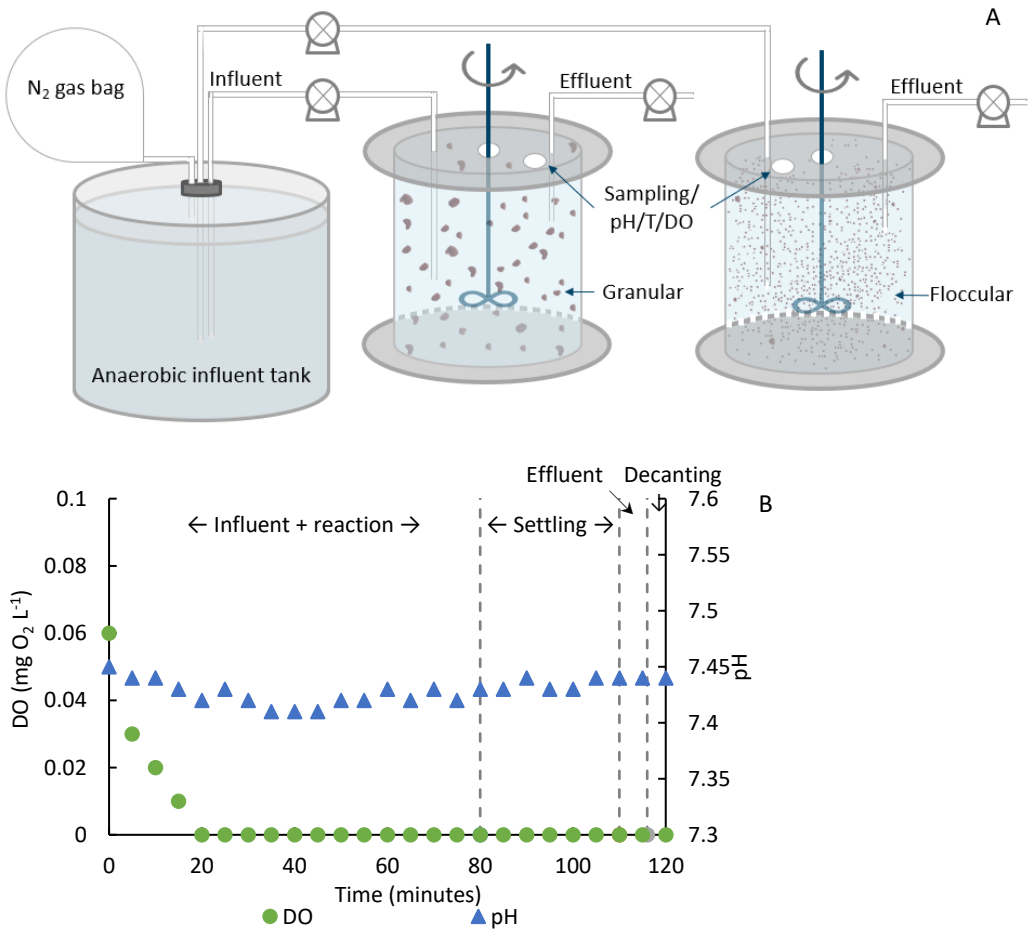 A
N₂ gas bag
Influent
Effluent
Effluent
Sampling/
pH/T/DO
Granular
Floccular
Anaerobic influent tank
Effluent
Decanting
B
← Influent + reaction →
← Settling →
0.1
0.08
0.06
0.04
0.02
0
DO (mg O₂ L⁻¹)
7.6
7.55
7.5
7.45
7.4
7.35
7.3
pH
0
20
40
60
80
100
120
Time (minutes)
DO
pH